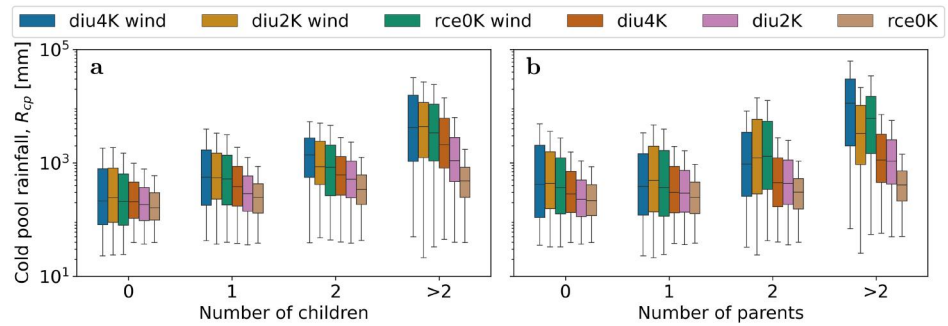 diu4K wind diu2K wind rce0K wind diu4K diu2K rce0K
a
b
Cold pool rainfall, R_cp [mm]
10^5
10^3
10^1
0 1 2 >2
0 1 2 >2
Number of children
Number of parents